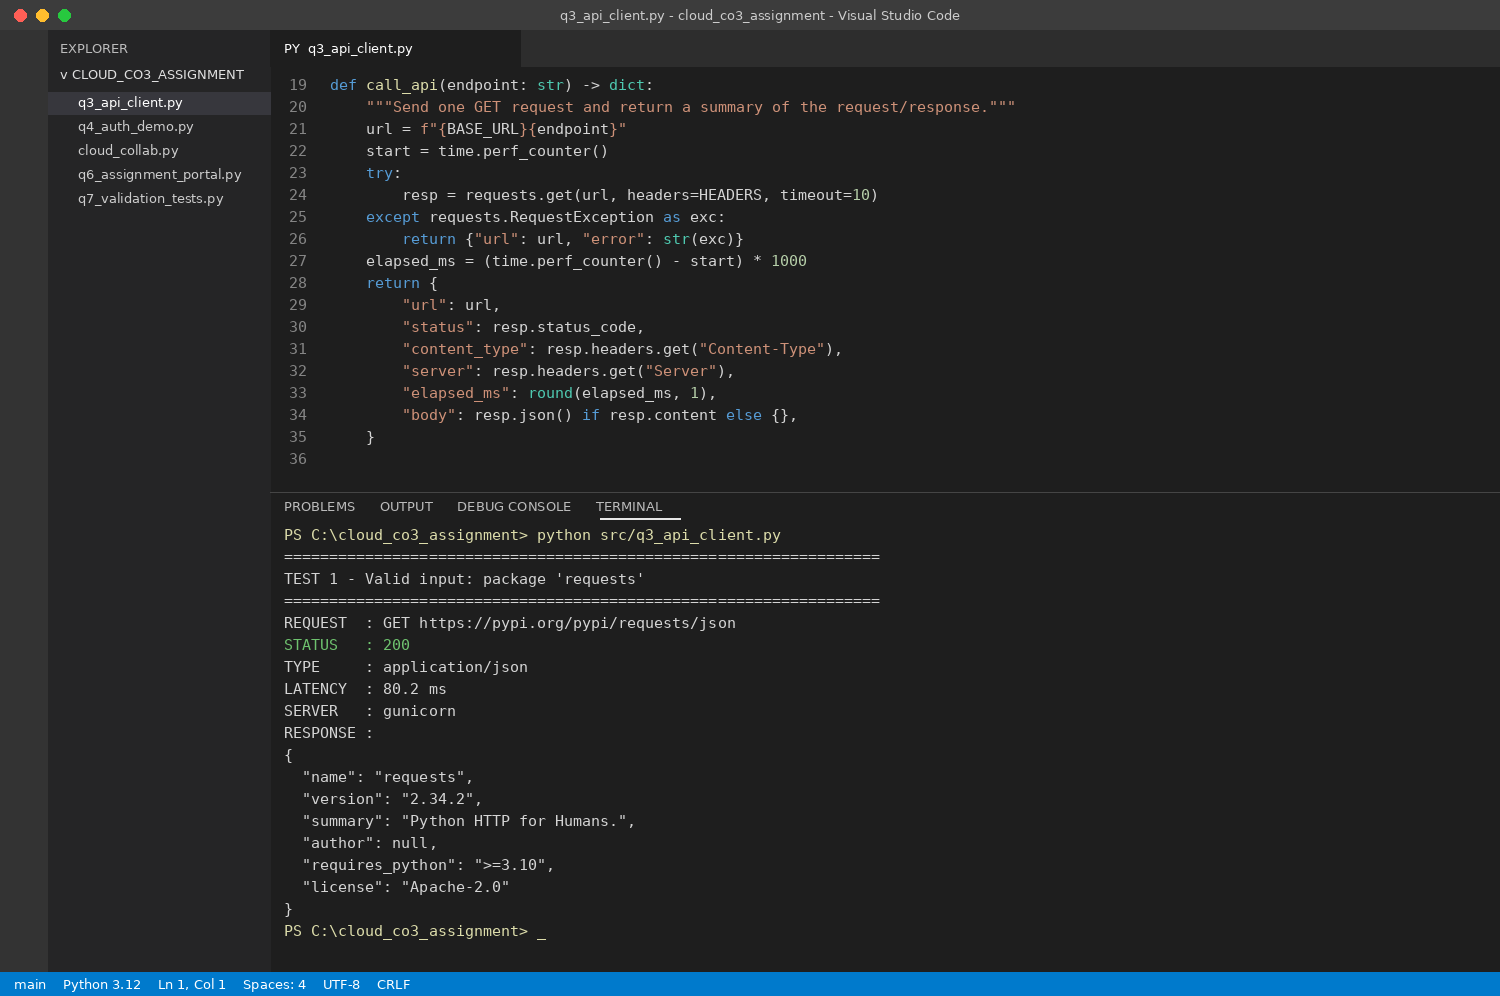 q3_api_client.py - cloud_co3_assignment - Visual Studio Code
EXPLORER
v CLOUD_CO3_ASSIGNMENT
q3_api_client.py
q4_auth_demo.py
cloud_collab.py
q6_assignment_portal.py
q7_validation_tests.py
PY q3_api_client.py
19 def call_api(endpoint: str) -> dict:
20     """Send one GET request and return a summary of the request/response."""
21     url = f"{BASE_URL}{endpoint}"
22     start = time.perf_counter()
23     try:
24         resp = requests.get(url, headers=HEADERS, timeout=10)
25     except requests.RequestException as exc:
26         return {"url": url, "error": str(exc)}
27     elapsed_ms = (time.perf_counter() - start) * 1000
28     return {
29         "url": url,
30         "status": resp.status_code,
31         "content_type": resp.headers.get("Content-Type"),
32         "server": resp.headers.get("Server"),
33         "elapsed_ms": round(elapsed_ms, 1),
34         "body": resp.json() if resp.content else {},
35     }
36
PROBLEMS OUTPUT DEBUG CONSOLE TERMINAL
PS C:\cloud_co3_assignment> python src/q3_api_client.py
==================================================================
TEST 1 - Valid input: package 'requests'
==================================================================
REQUEST  : GET https://pypi.org/pypi/requests/json
STATUS   : 200
TYPE     : application/json
LATENCY  : 80.2 ms
SERVER   : gunicorn
RESPONSE :
{
  "name": "requests",
  "version": "2.34.2",
  "summary": "Python HTTP for Humans.",
  "author": null,
  "requires_python": ">=3.10",
  "license": "Apache-2.0"
}
PS C:\cloud_co3_assignment> _
main Python 3.12 Ln 1, Col 1 Spaces: 4 UTF-8 CRLF